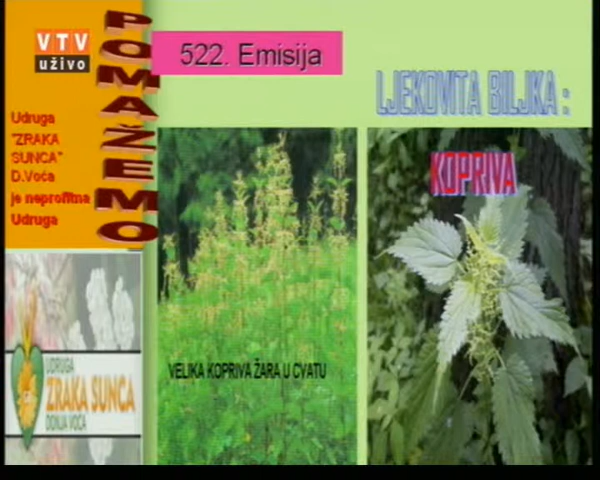 VTV
uživo
POMAŽEMO
522. Emisija
LJEKOVITA BILJKA :
Udruga
"ZRAKA
SUNCA"
D.Voća
je neprofitna
Udruga
KOPRIVA
VELIKA KOPRIVA ŽARA U CVATU
UDRUGA
ZRAKA SUNCA
DONJA VOĆA